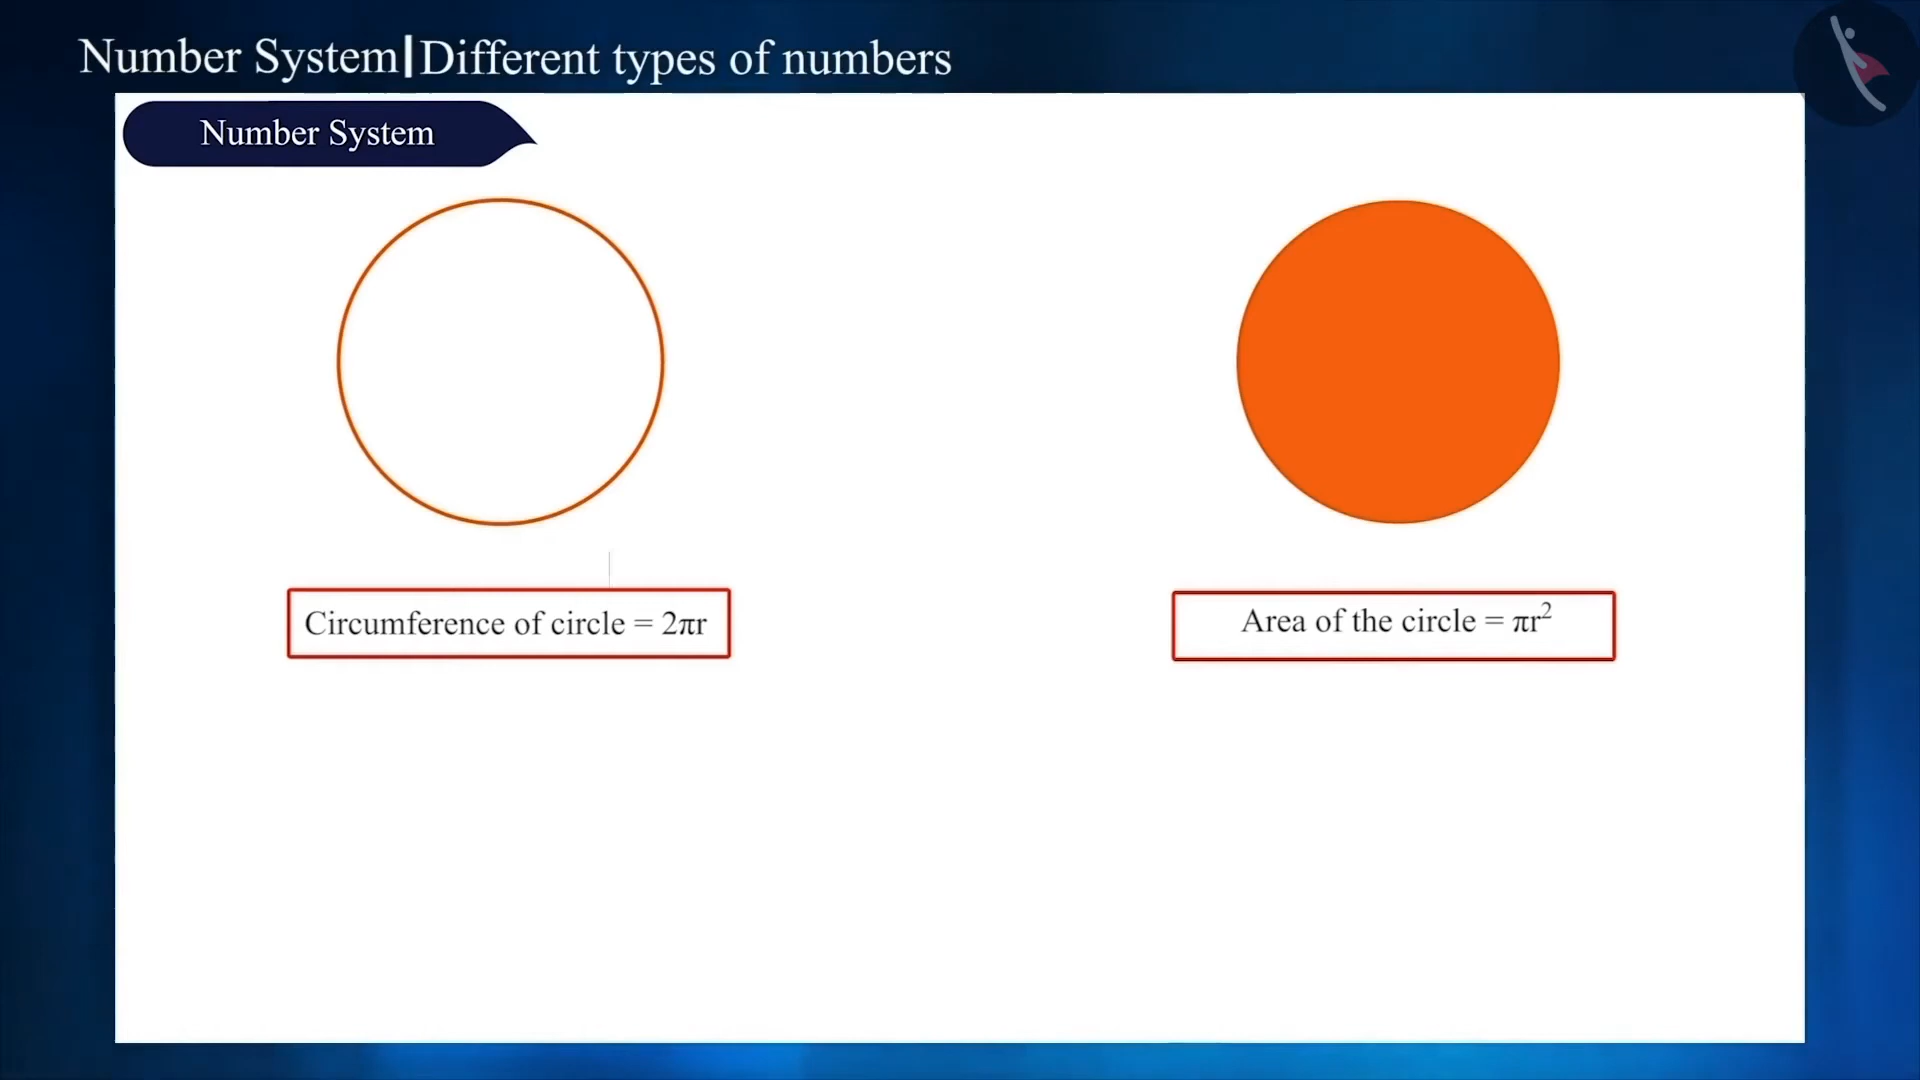 Number System|Different types of numbers
Number System
Circumference of circle = 2πr
Area of the circle = πr²